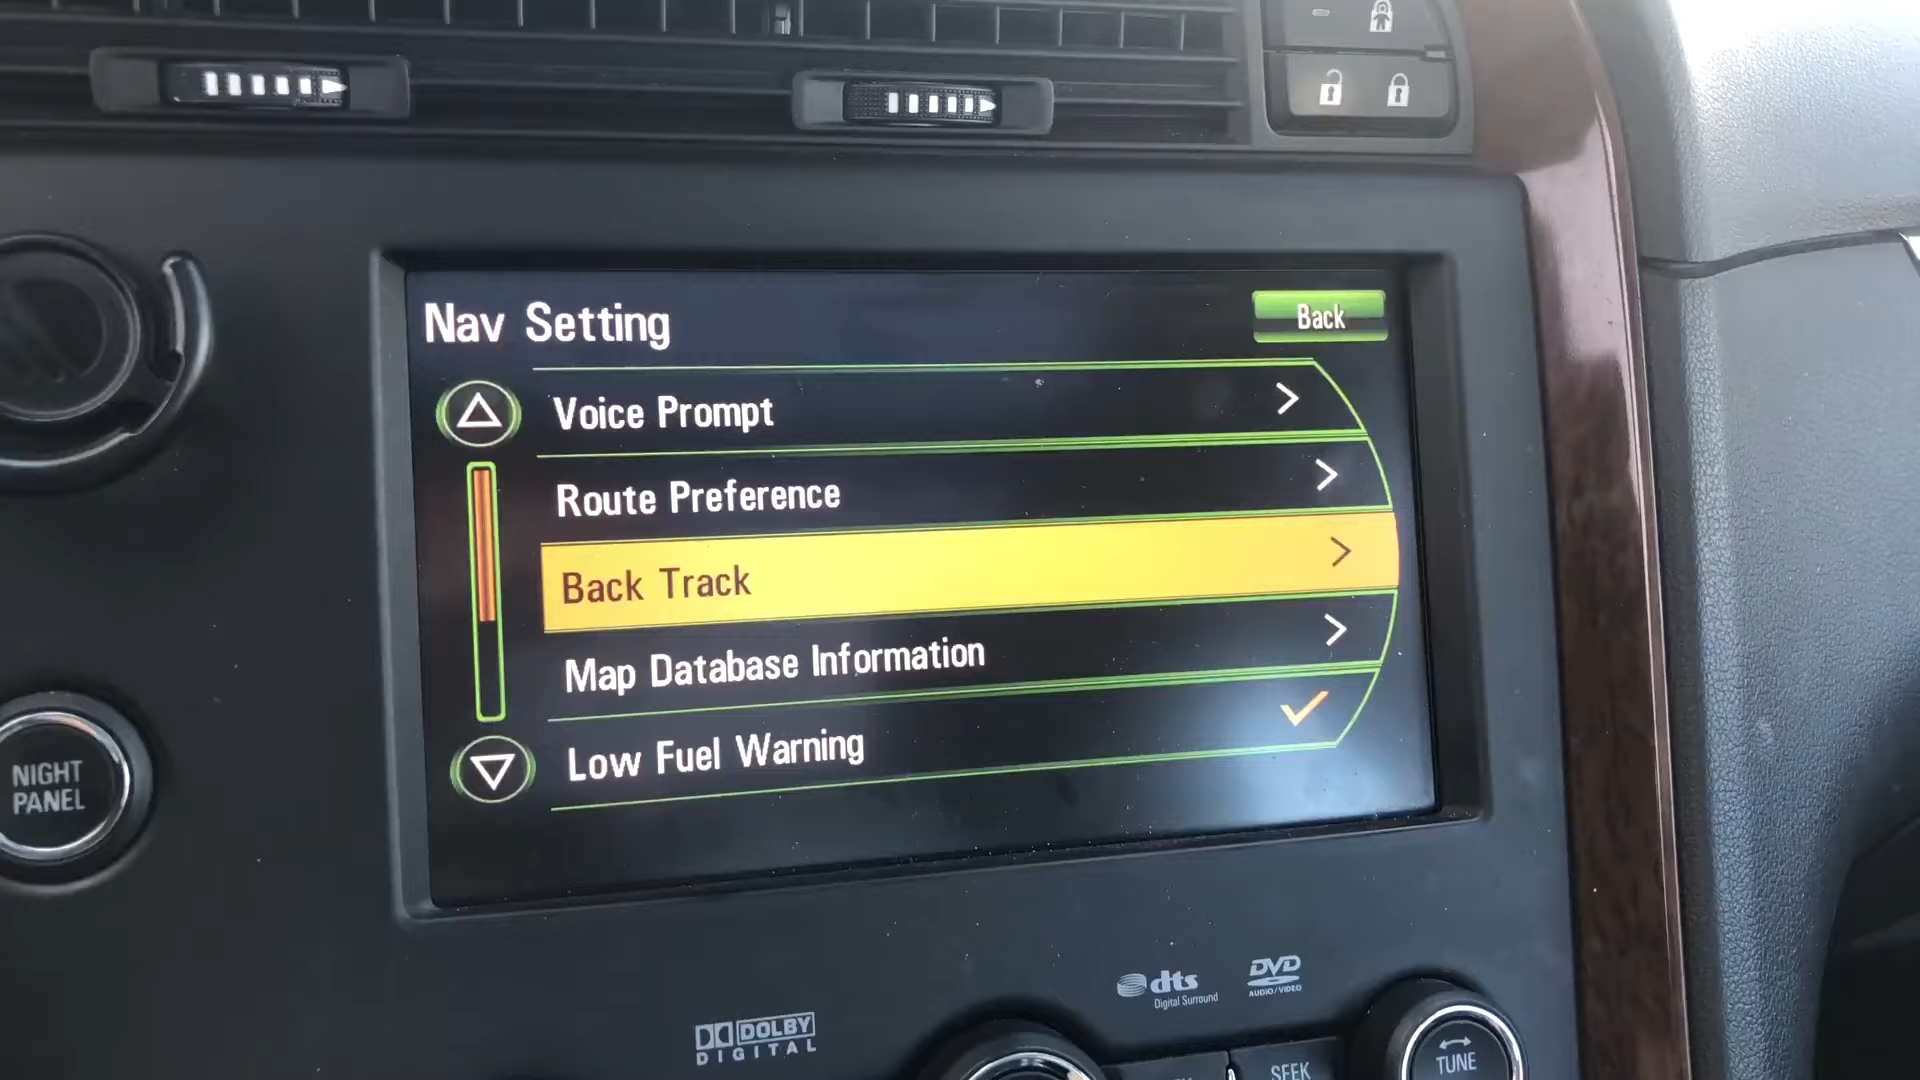 Nav Setting
Back
Voice Prompt
Route Preference
Back Track
Map Database Information
Low Fuel Warning
NIGHT
PANEL
dts
Digital Surround
DVD
AUDIO/VIDEO
DOLBY
DIGITAL
SEEK
TUNE